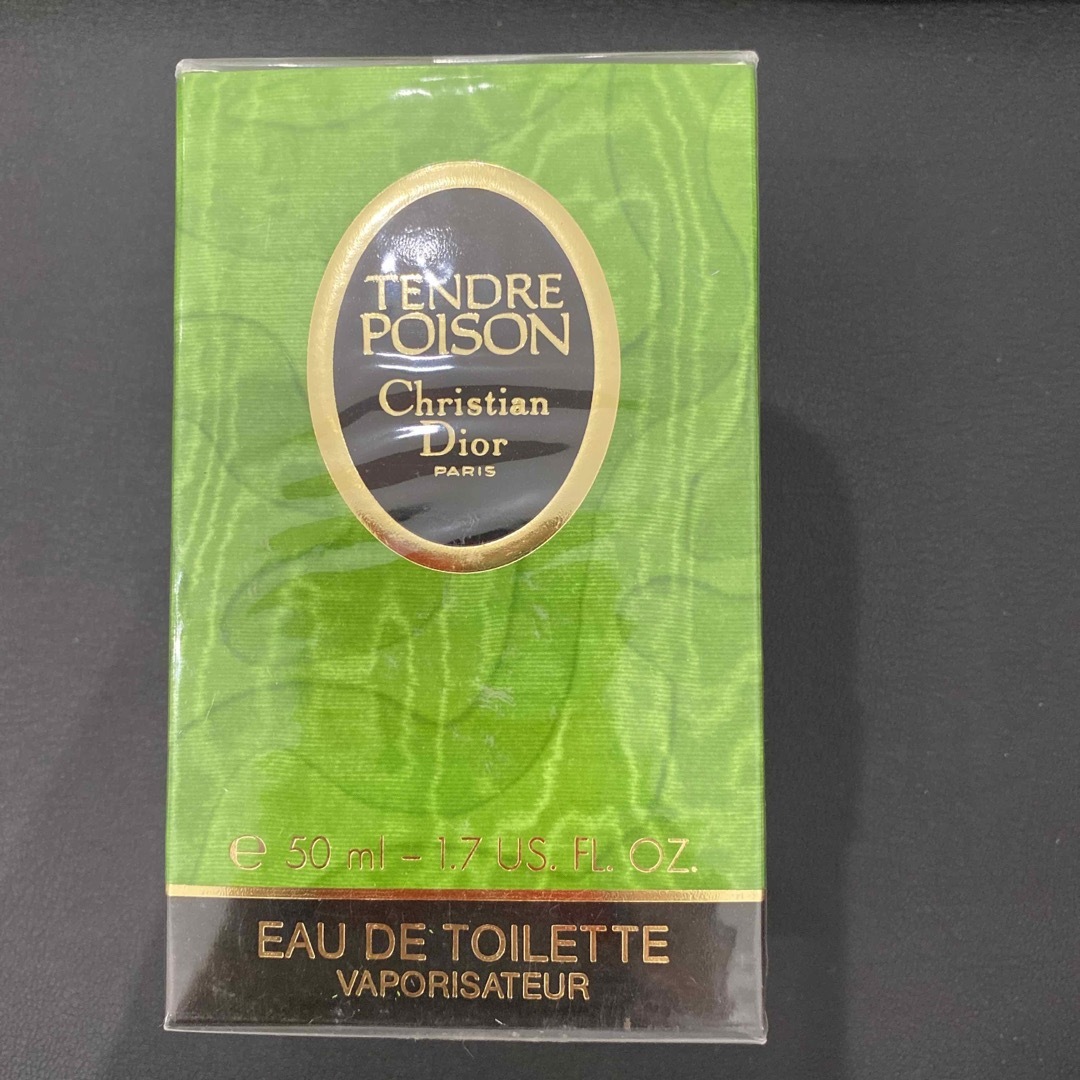 TENDRE
POISON
Christian
Dior
PARIS
℮ 50 ml – 1.7 US. FL. OZ.
EAU DE TOILETTE
VAPORISATEUR